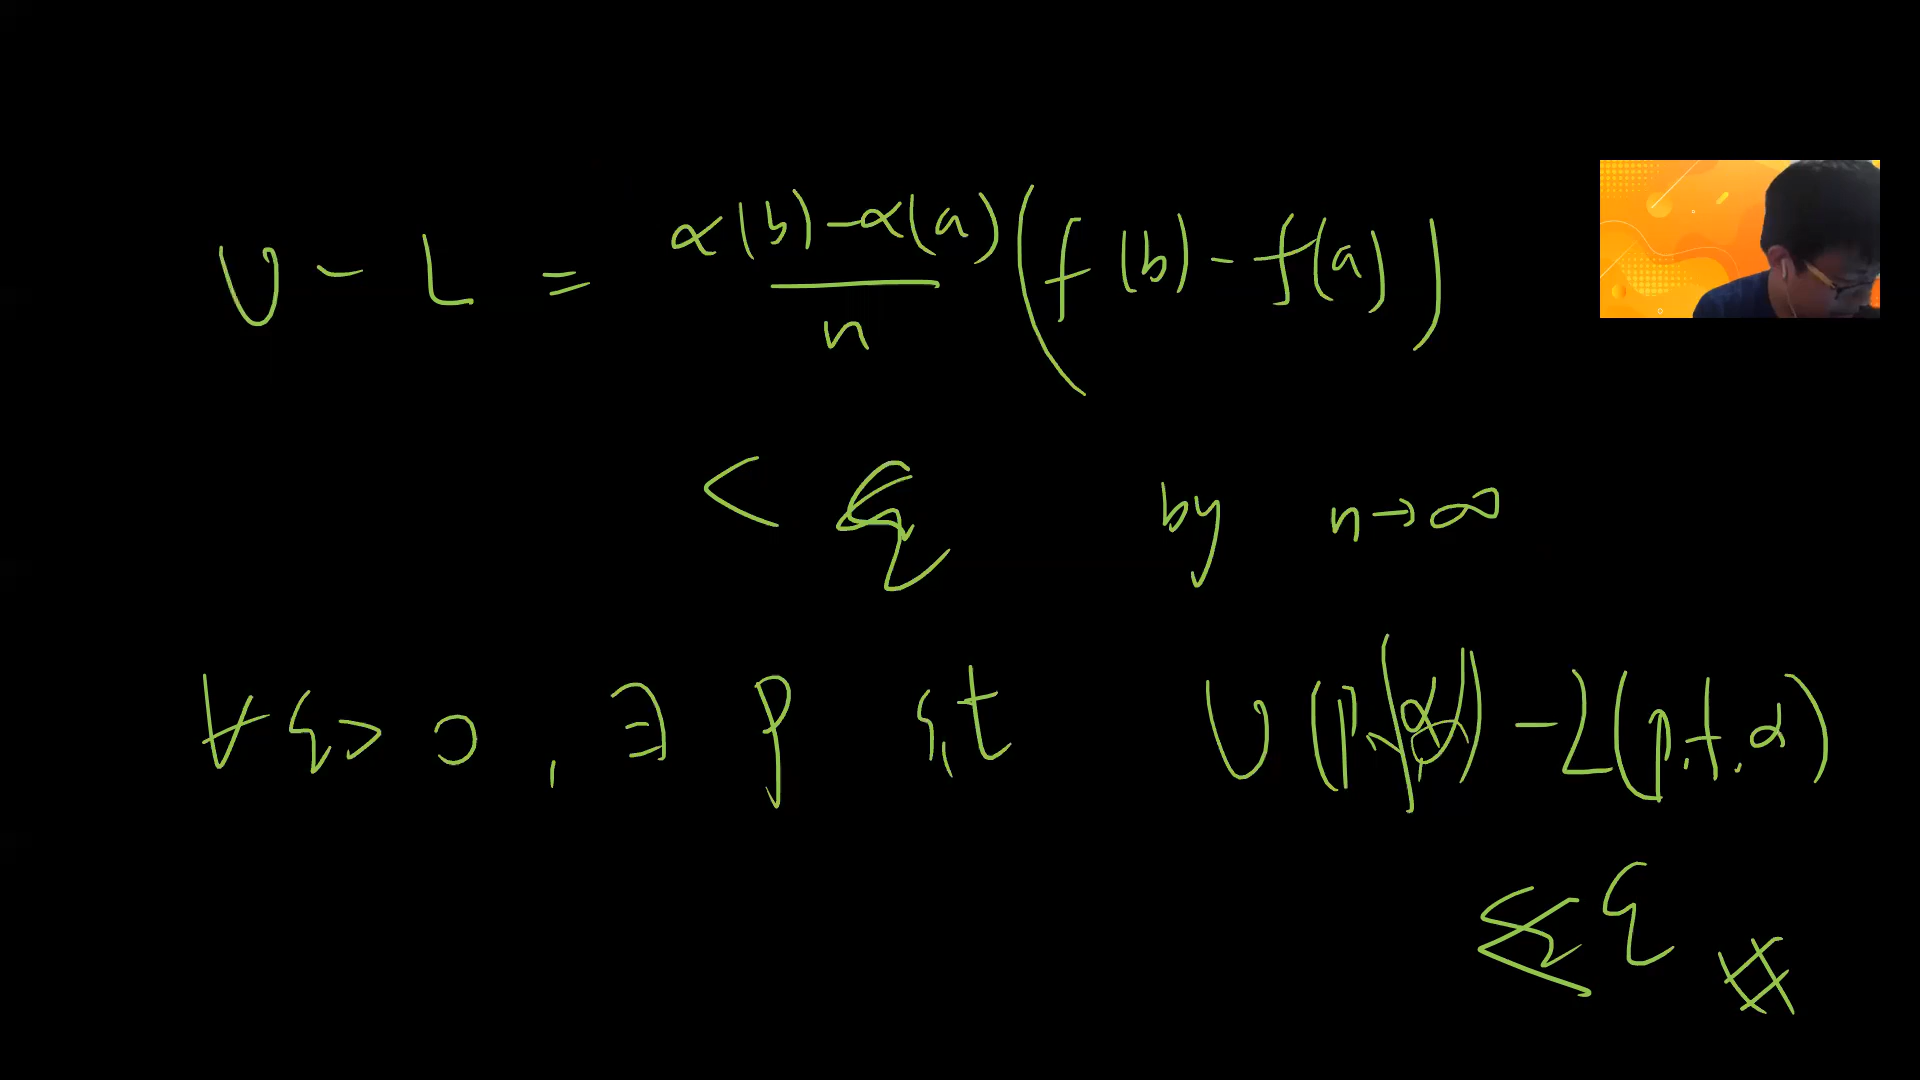 U - L = α(b) - α(a) / n (f(b) - f(a))
< ε by n → ∞
∀ ε > 0, ∃ p s,t U(p, α) - L(p, f, α)
< ε #